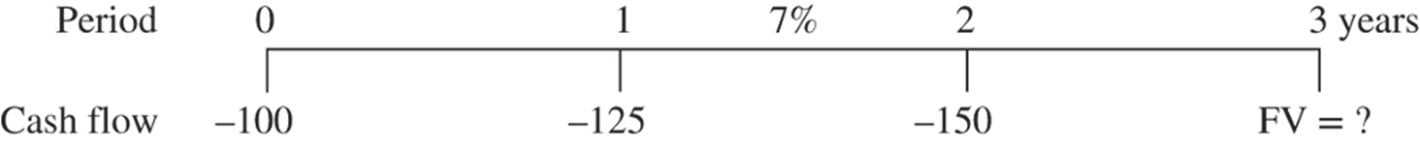 Period 0 1 7% 2 3 years
Cash flow –100 –125 –150 FV = ?